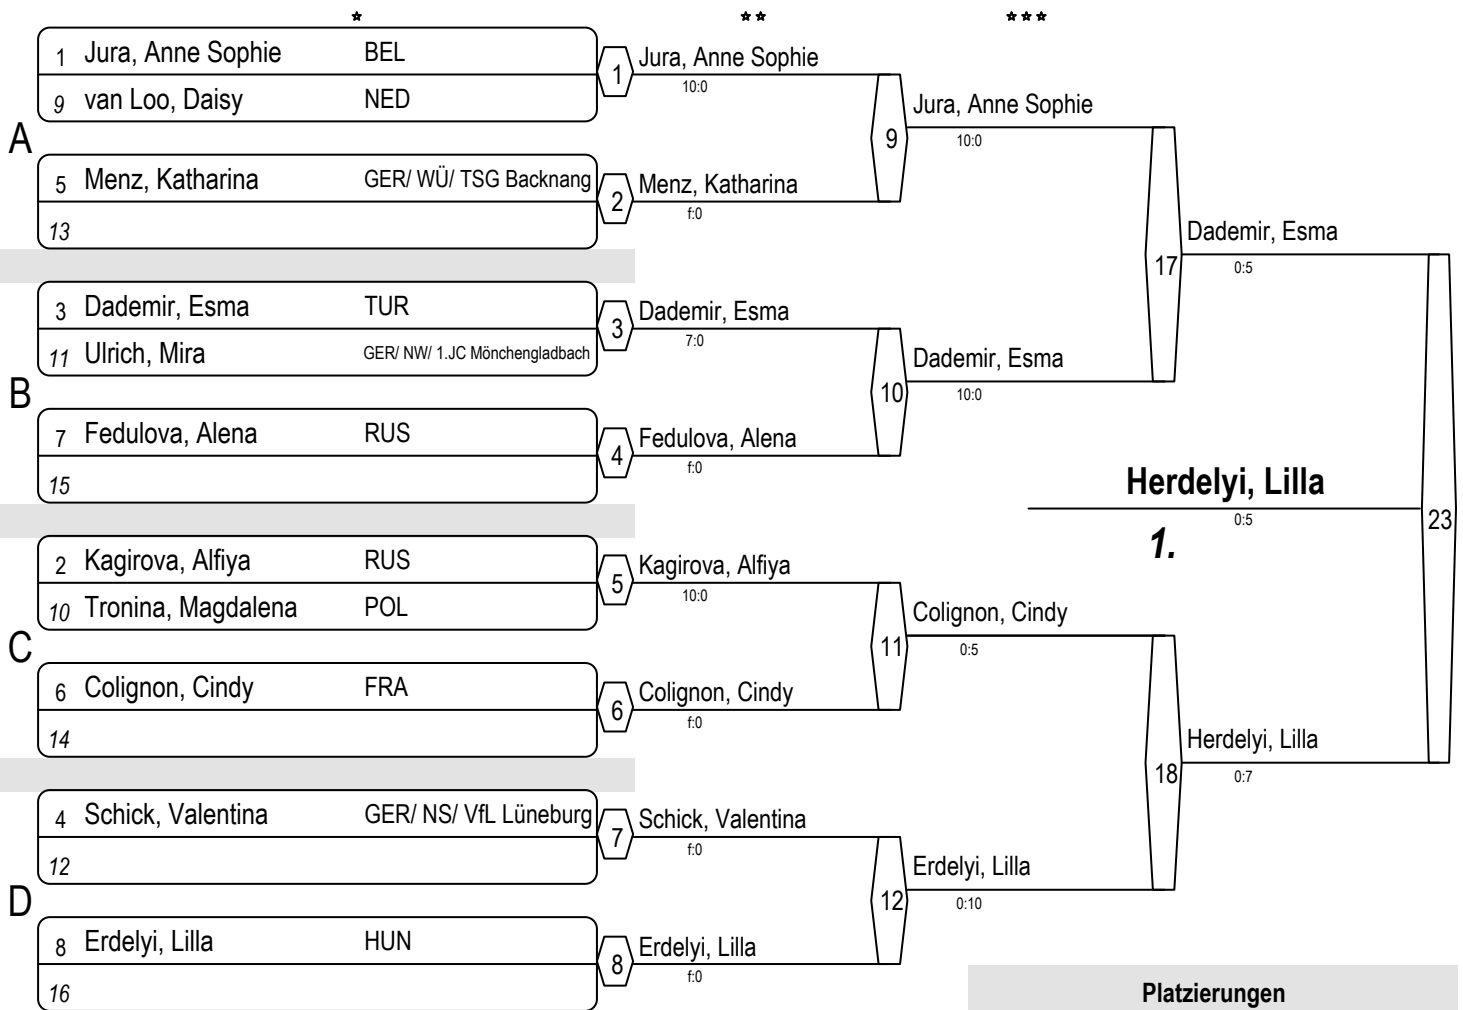 1 Jura, Anne Sophie BEL
9 van Loo, Daisy NED
A
5 Menz, Katharina GER/ WÜ/ TSG Backnang
13
3 Dademir, Esma TUR
11 Ulrich, Mira GER/ NW/ 1.JC Mönchengladbach
B
7 Fedulova, Alena RUS
15
2 Kagirova, Alfiya RUS
10 Tronina, Magdalena POL
C
6 Colignon, Cindy FRA
14
4 Schick, Valentina GER/ NS/ VfL Lüneburg
12
D
8 Erdelyi, Lilla HUN
16
1 Jura, Anne Sophie
10:0
2 Menz, Katharina
f:0
3 Dademir, Esma
7:0
4 Fedulova, Alena
f:0
5 Kagirova, Alfiya
10:0
6 Colignon, Cindy
f:0
7 Schick, Valentina
f:0
8 Erdelyi, Lilla
f:0
9 Jura, Anne Sophie
10:0
10 Dademir, Esma
10:0
11 Colignon, Cindy
0:5
12 Erdelyi, Lilla
0:10
17 Dademir, Esma
0:5
18 Herdelyi, Lilla
0:7
23
Herdelyi, Lilla
0:5
1.
Platzierungen